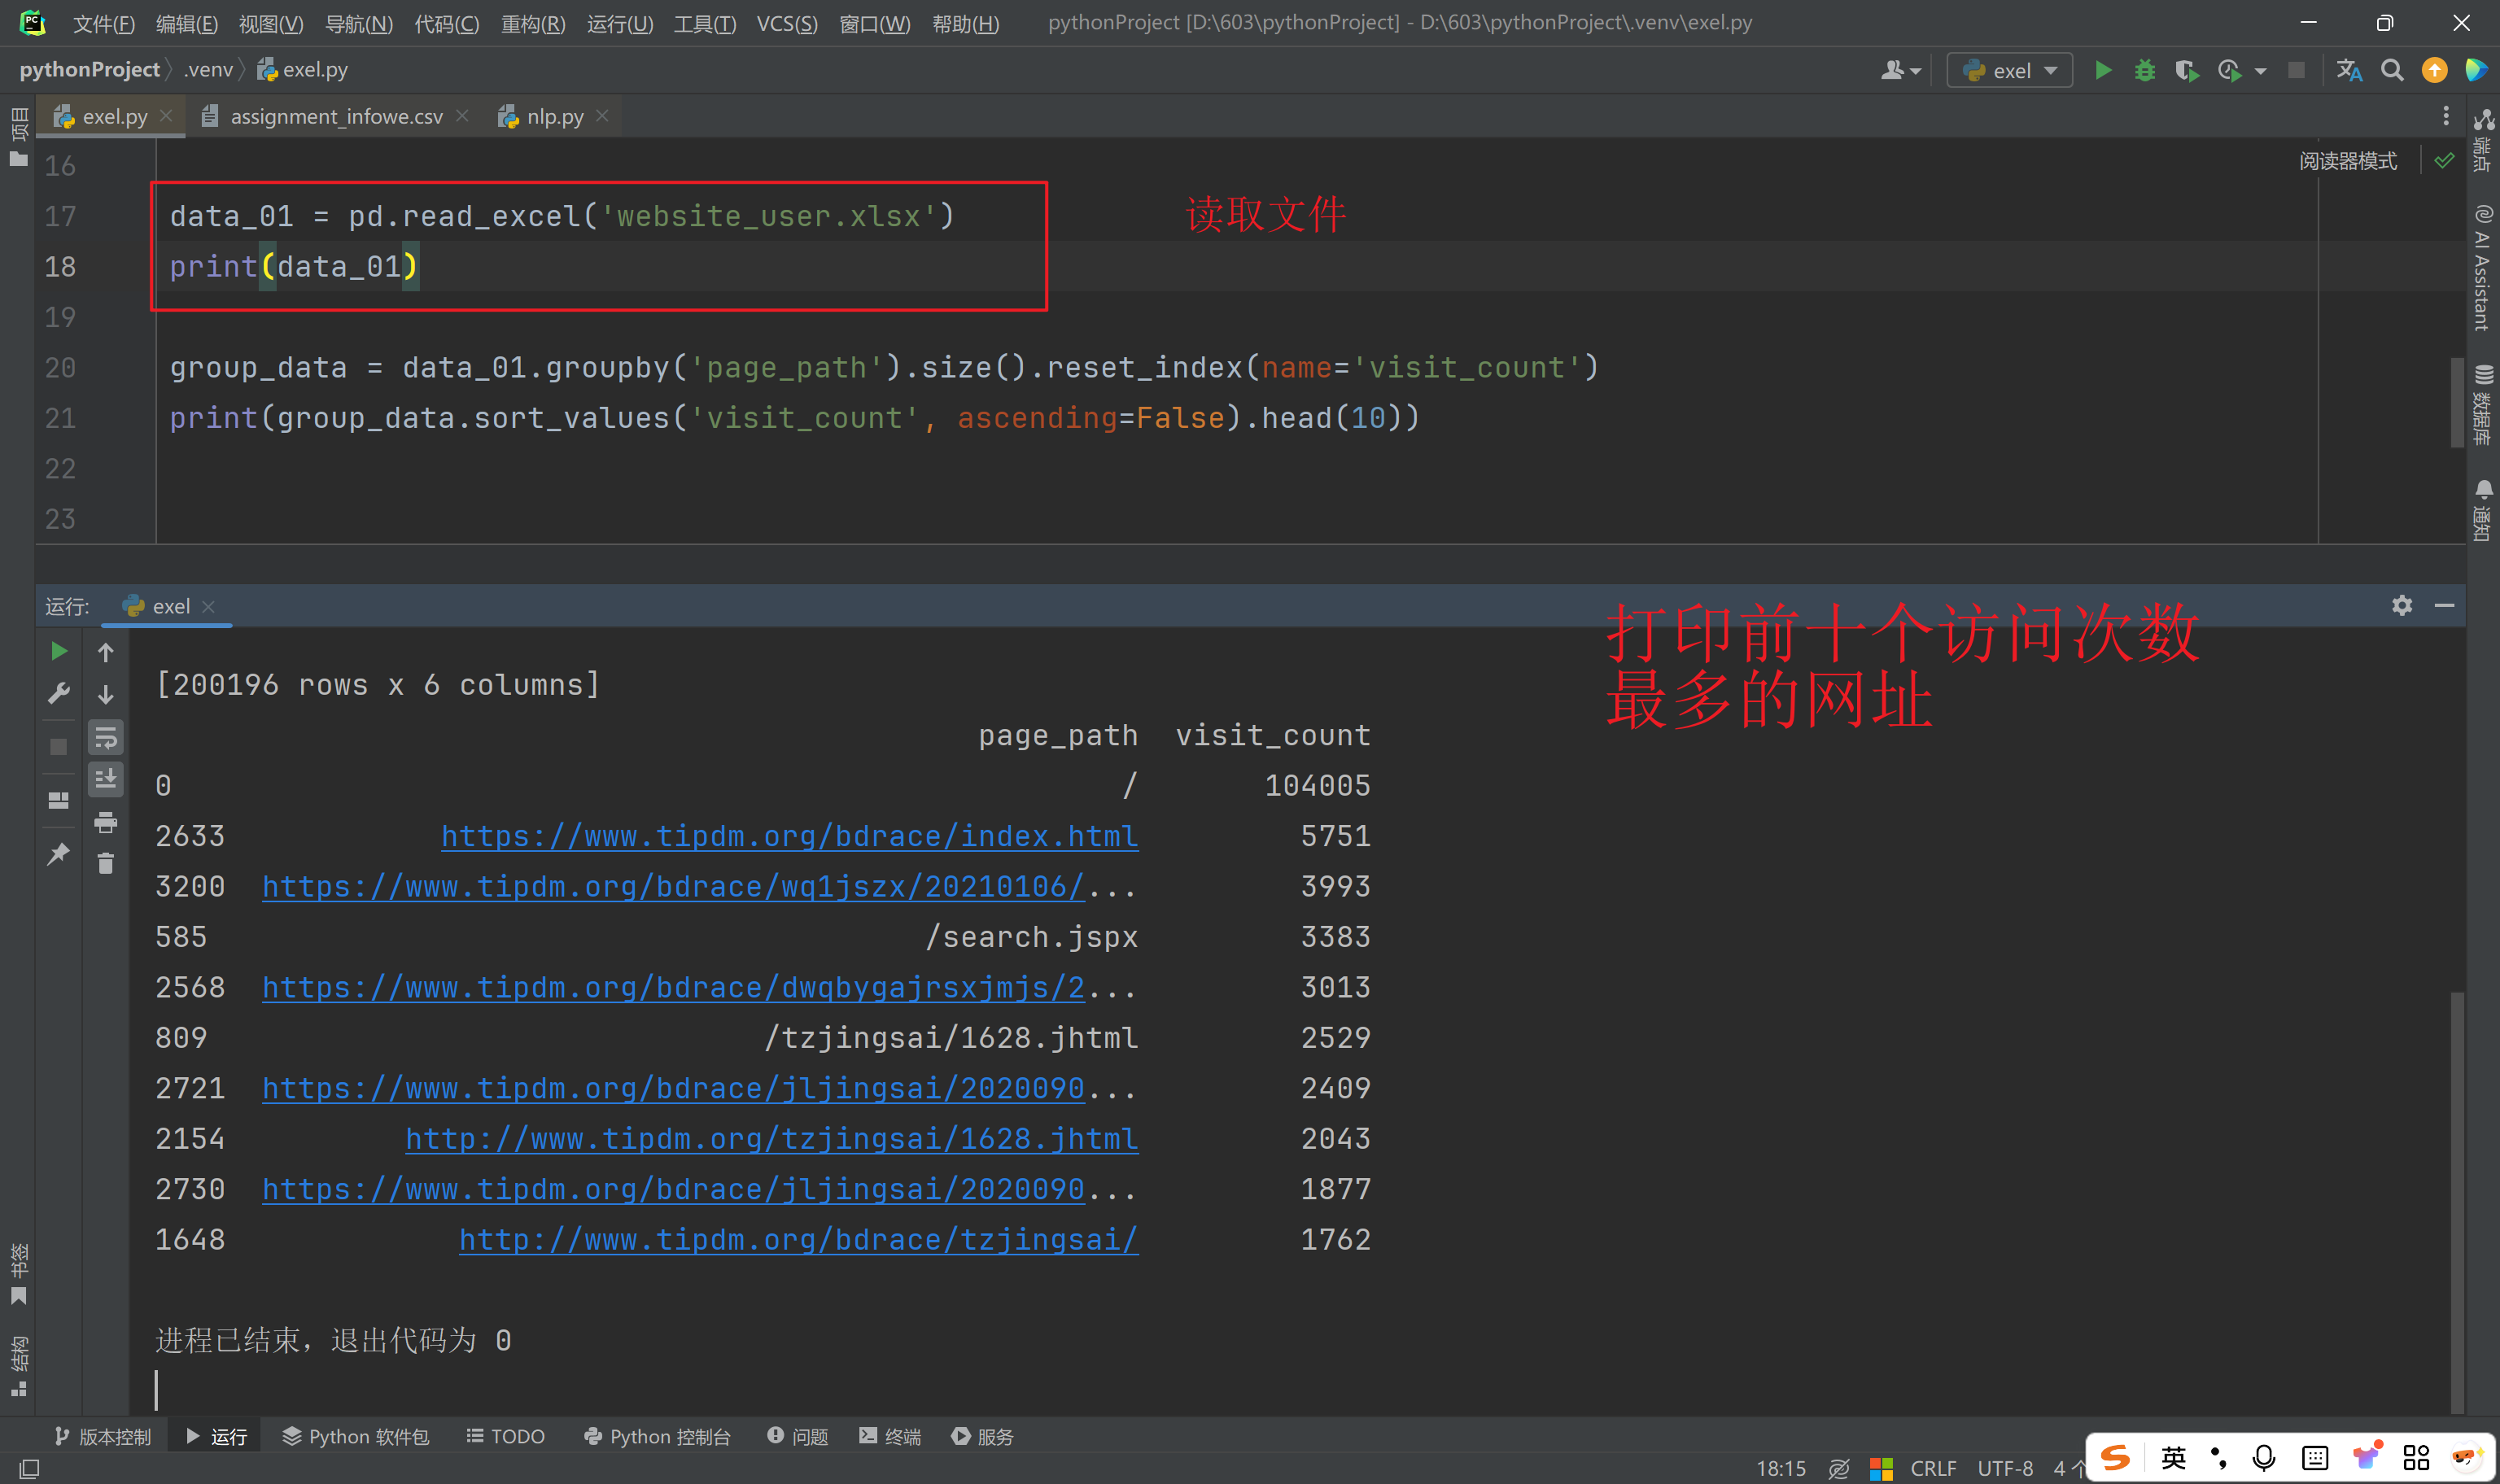 文件(F) 编辑(E) 视图(V) 导航(N) 代码(C) 重构(R) 运行(U) 工具(T) VCS(S) 窗口(W) 帮助(H) pythonProject [D:\603\pythonProject] - D:\603\pythonProject\.venv\exel.py
pythonProject .venv exel.py exel
项目 exel.py assignment_infowe.csv nlp.py
16 阅读器模式
端点
17 data_01 = pd.read_excel('website_user.xlsx') 读取文件
18 print(data_01)
AI Assistant
19
20 group_data = data_01.groupby('page_path').size().reset_index(name='visit_count')
21 print(group_data.sort_values('visit_count', ascending=False).head(10))
数据库
22
23
通知
运行: exel
打印前十个访问次数
最多的网址
[200196 rows x 6 columns]
page_path visit_count
0 / 104005
2633 https://www.tipdm.org/bdrace/index.html 5751
3200 https://www.tipdm.org/bdrace/wq1jszx/20210106/... 3993
585 /search.jspx 3383
2568 https://www.tipdm.org/bdrace/dwqbygajrsxjmjs/2... 3013
809 /tzjingsai/1628.jhtml 2529
2721 https://www.tipdm.org/bdrace/jljingsai/2020090... 2409
2154 http://www.tipdm.org/tzjingsai/1628.jhtml 2043
2730 https://www.tipdm.org/bdrace/jljingsai/2020090... 1877
1648 http://www.tipdm.org/bdrace/tzjingsai/ 1762
书签
进程已结束，退出代码为 0
结构
版本控制 运行 Python 软件包 TODO Python 控制台 问题 终端 服务
18:15 CRLF UTF-8 4 个 英